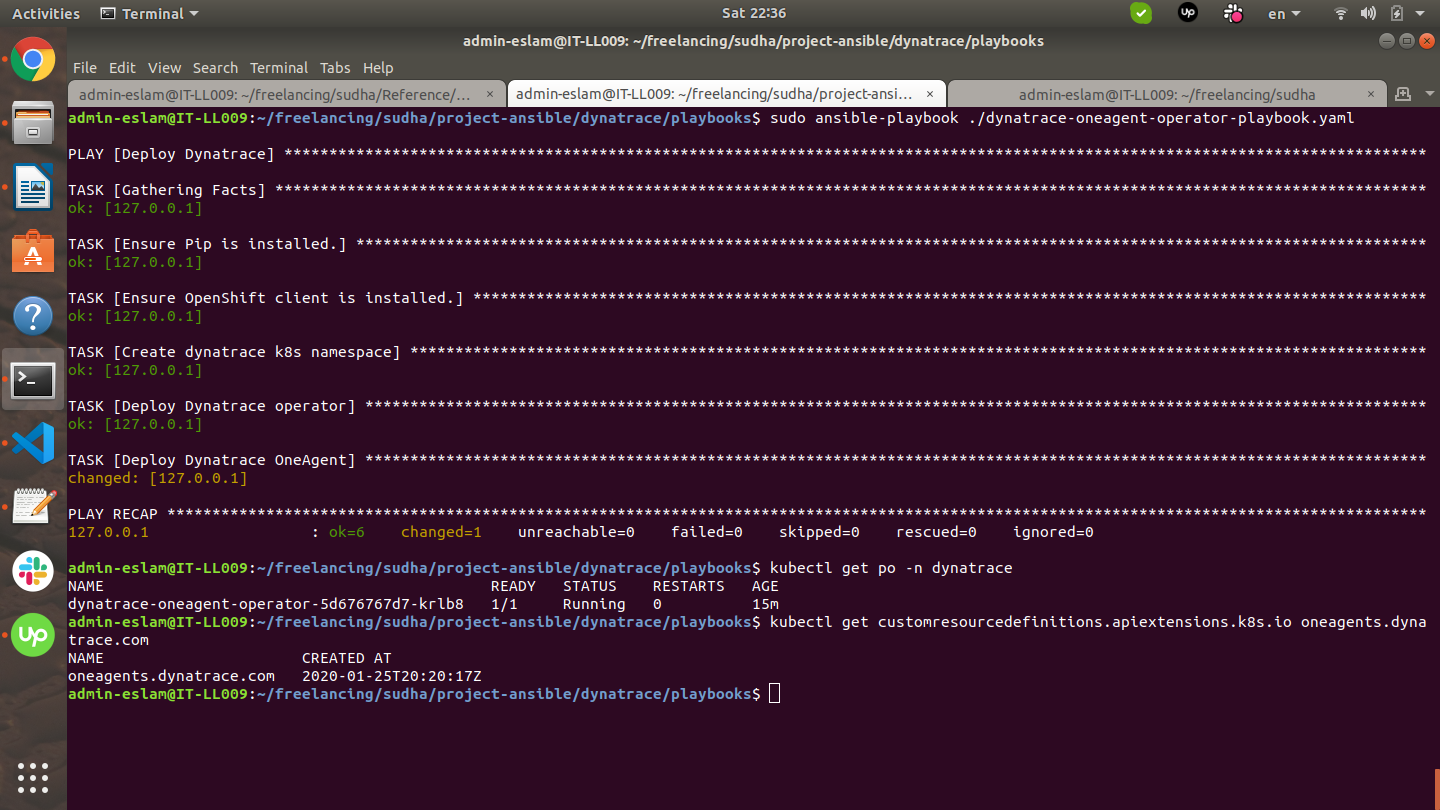 Activities Terminal Sat 22:36 up en
admin-eslam@IT-LL009: ~/freelancing/sudha/project-ansible/dynatrace/playbooks
File Edit View Search Terminal Tabs Help
admin-eslam@IT-LL009: ~/freelancing/sudha/Reference/… × admin-eslam@IT-LL009: ~/freelancing/sudha/project-ansi… × admin-eslam@IT-LL009: ~/freelancing/sudha ×
admin-eslam@IT-LL009:~/freelancing/sudha/project-ansible/dynatrace/playbooks$ sudo ansible-playbook ./dynatrace-oneagent-operator-playbook.yaml
PLAY [Deploy Dynatrace] *******************************************************************************************************************************
TASK [Gathering Facts] ********************************************************************************************************************************
ok: [127.0.0.1]
TASK [Ensure Pip is installed.] ***********************************************************************************************************************
ok: [127.0.0.1]
TASK [Ensure OpenShift client is installed.] **********************************************************************************************************
ok: [127.0.0.1]
TASK [Create dynatrace k8s namespace] *****************************************************************************************************************
ok: [127.0.0.1]
TASK [Deploy Dynatrace operator] **********************************************************************************************************************
ok: [127.0.0.1]
TASK [Deploy Dynatrace OneAgent] **********************************************************************************************************************
changed: [127.0.0.1]
PLAY RECAP ********************************************************************************************************************************************
127.0.0.1                  : ok=6    changed=1    unreachable=0    failed=0    skipped=0    rescued=0    ignored=0
admin-eslam@IT-LL009:~/freelancing/sudha/project-ansible/dynatrace/playbooks$ kubectl get po -n dynatrace
NAME                                           READY   STATUS    RESTARTS   AGE
dynatrace-oneagent-operator-5d676767d7-krlb8   1/1     Running   0          15m
admin-eslam@IT-LL009:~/freelancing/sudha/project-ansible/dynatrace/playbooks$ kubectl get customresourcedefinitions.apiextensions.k8s.io oneagents.dyna
trace.com
NAME                      CREATED AT
oneagents.dynatrace.com   2020-01-25T20:20:17Z
admin-eslam@IT-LL009:~/freelancing/sudha/project-ansible/dynatrace/playbooks$
up